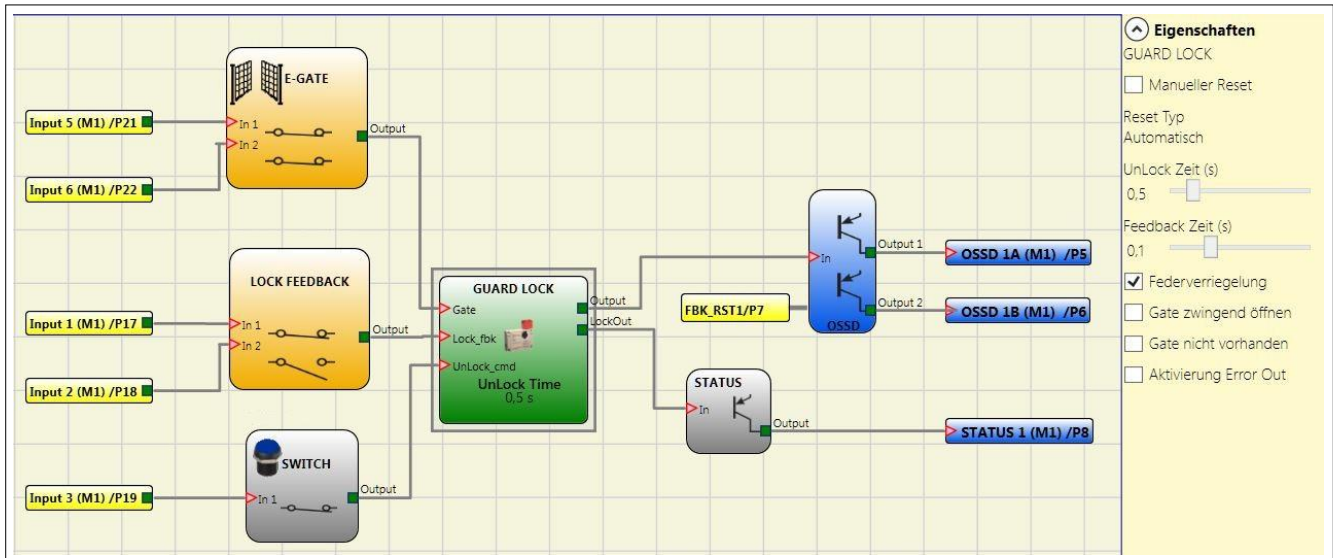 E-GATE
Input 5 (M1) /P21
In 1
Output
In 2
Input 6 (M1) /P22
LOCK FEEDBACK
Input 1 (M1) /P17
In 1
Output
In 2
Input 2 (M1) /P18
SWITCH
Input 3 (M1) /P19
In 1
Output
GUARD LOCK
Gate
Output
Lock_fbk
LockOut
UnLock_cmd
UnLock Time
0,5 s
FBK_RST1/P7
In
Output 1
Output 2
OSSD
OSSD 1A (M1) /P5
OSSD 1B (M1) /P6
STATUS
In
Output
STATUS 1 (M1) /P8
Eigenschaften
GUARD LOCK
Manueller Reset
Reset Typ
Automatisch
UnLock Zeit (s)
0,5
Feedback Zeit (s)
0,1
Federverriegelung
Gate zwingend öffnen
Gate nicht vorhanden
Aktivierung Error Out